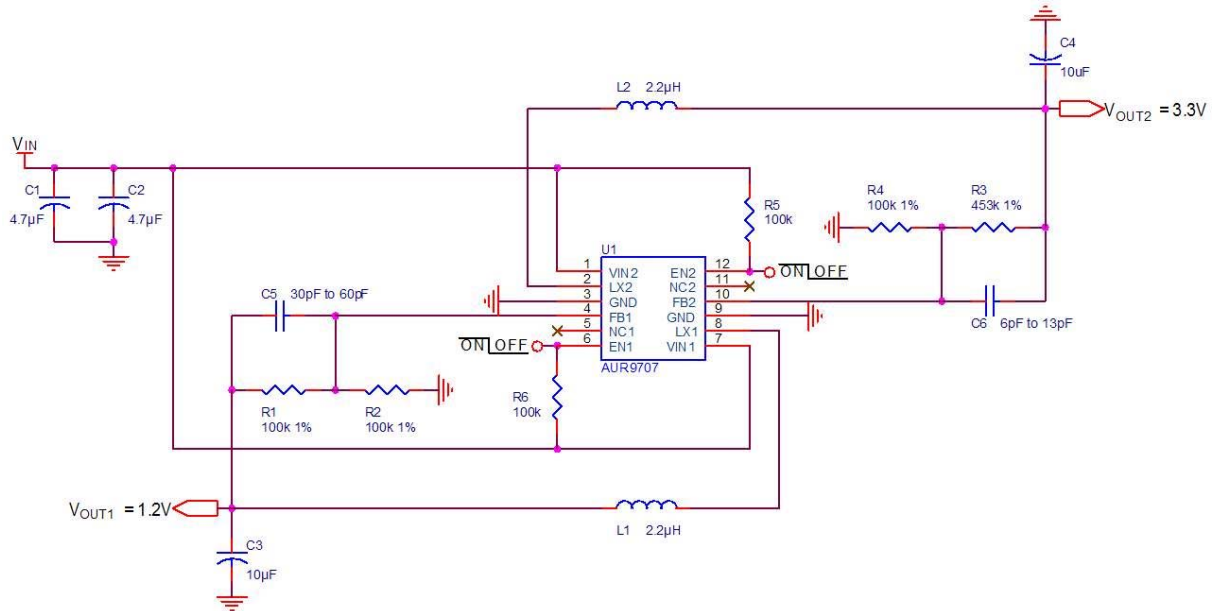 C4
10uF
L2 2.2µH
VOUT2 = 3.3V
VIN
C1
4.7µF
C2
4.7µF
R5
100k
R4
100k 1%
R3
453k 1%
U1
1 VIN2
2 LX2
3 GND
4 FB1
5 NC1
6 EN1
EN2 12
NC2 11
FB2 10
GND 9
LX1 8
VIN1 7
AUR9707
ON OFF
C6 6pF to 13pF
C5 30pF to 60pF
ON OFF
R1
100k 1%
R2
100k 1%
R6
100k
VOUT1 = 1.2V
L1 2.2µH
C3
10µF